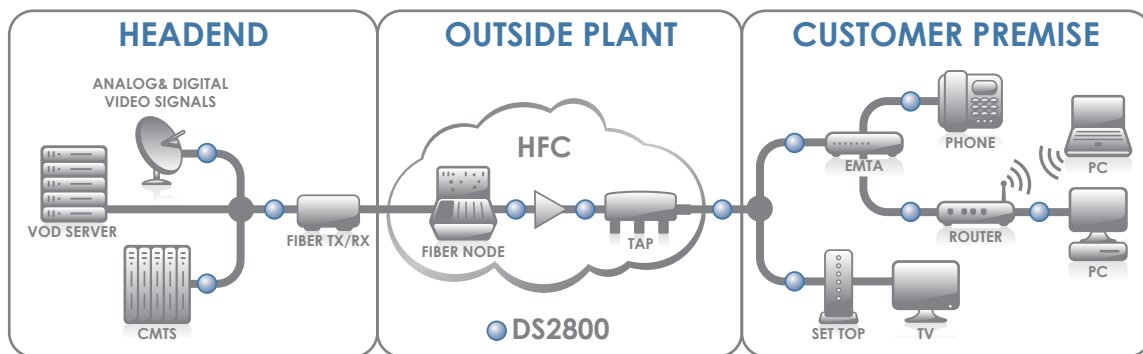 HEADEND
ANALOG& DIGITAL
VIDEO SIGNALS
VOD SERVER
FIBER TX/RX
CMTS
OUTSIDE PLANT
HFC
FIBER NODE
TAP
DS2800
CUSTOMER PREMISE
PHONE
EMTA
PC
ROUTER
PC
SET TOP
TV